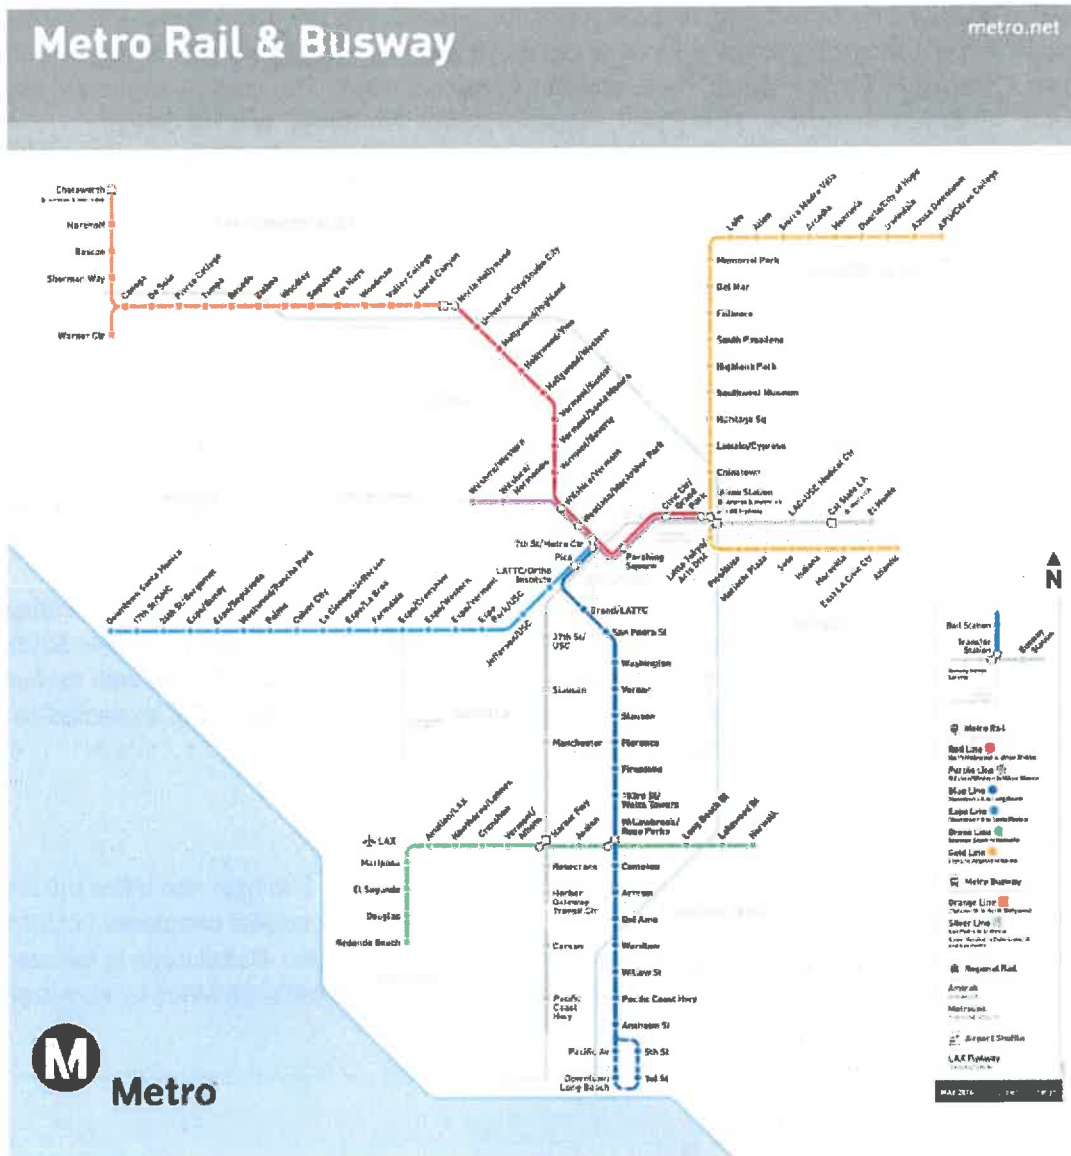 Metro Rail & Busway
metro.net
Chatsworth
Nordhoff
Roscoe
Sherman Way
Warner Ctr
Canoga
De Soto
Pierce College
Tampa
Reseda
Balboa
Woodley
Sepulveda
Van Nuys
Woodman
Valley College
Laurel Canyon
North Hollywood
Universal City/Studio City
Hollywood/Highland
Hollywood/Vine
Hollywood/Western
Vermont/Sunset
Vermont/Santa Monica
Vermont/Beverly
Wilshire/Western
Wilshire/
Normandie
Wilshire/Vermont
Westlake/MacArthur Park
7th St/Metro Ctr
Pershing
Square
Civic Ctr/
Grand
Park
Lake
Allen
Sierra Madre Villa
Arcadia
Monrovia
Duarte/City of Hope
Irwindale
Azusa Downtown
APU/Citrus College
Memorial Park
Del Mar
Fillmore
South Pasadena
Highland Park
Southwest Museum
Heritage Sq
Lincoln/Cypress
Chinatown
Union Station
LAC+USC Medical Ctr
Cal State LA
El Monte
Little Tokyo/
Arts Dist
Pico/Aliso
Mariachi Plaza
Soto
Indiana
Maravilla
East LA Civic Ctr
Atlantic
Pico
LATTC/Ortho
Institute
Downtown Santa Monica
17th St/SMC
26th St/Bergamot
Expo/Bundy
Expo/Sepulveda
Westwood/Rancho Park
Palms
Culver City
La Cienega/Jefferson
Expo/La Brea
Farmdale
Expo/Crenshaw
Expo/Western
Expo/Vermont
Expo
Park/USC
Jefferson/USC
Grand/LATTC
San Pedro St
Washington
Vernon
Slauson
Florence
Firestone
103rd St/
Watts Towers
Willowbrook/
Rosa Parks
37th St/
USC
Slauson
Manchester
LAX
Aviation/LAX
Hawthorne/Lennox
Crenshaw
Vermont/
Athens
Harbor Fwy
Avalon
Long Beach Bl
Lakewood Bl
Norwalk
Mariposa
El Segundo
Douglas
Redondo Beach
Rosecrans
Harbor
Gateway
Transit Ctr
Carson
Pacific
Coast
Hwy
Compton
Artesia
Del Amo
Wardlow
Willow St
Pacific Coast Hwy
Anaheim St
Pacific Av
5th St
Downtown
Long Beach
1st St
N
Rail Station
Transfer
Station
Busway
Station
Metro Rail
Red Line
Purple Line
Blue Line
Expo Line
Green Line
Gold Line
Metro Busway
Orange Line
Silver Line
Regional Rail
Amtrak
Metrolink
Airport Shuttle
LAX FlyAway
MAY 2016
M
Metro